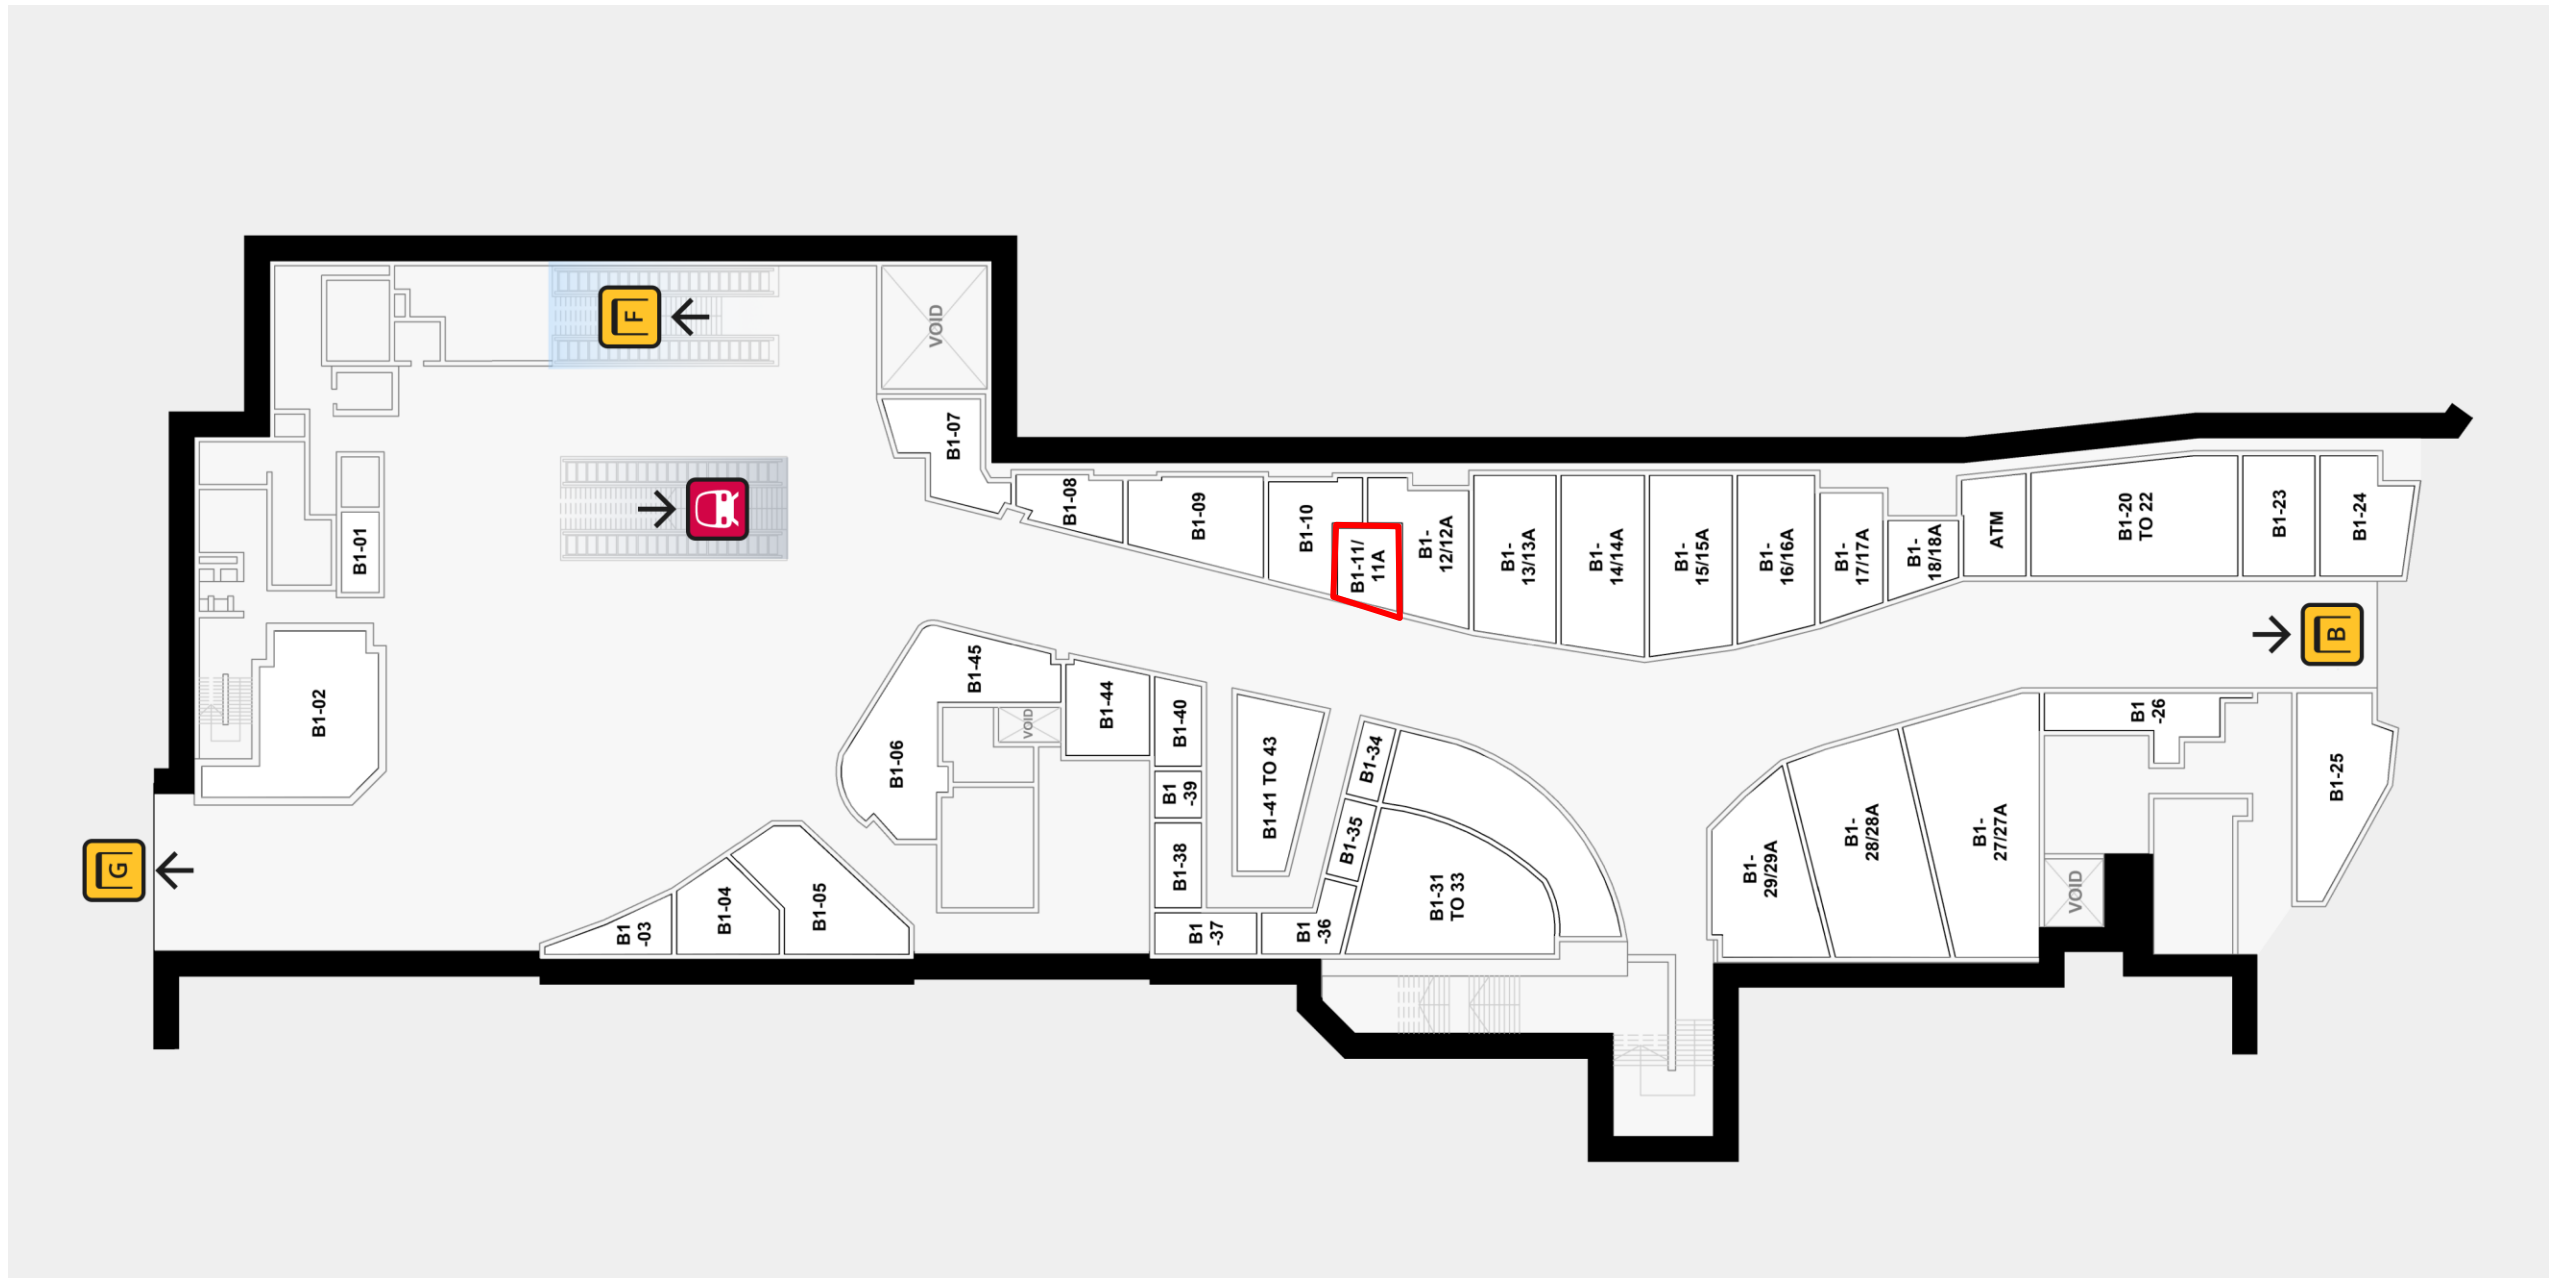 F
VOID
B1-07
B1-08
B1-09
B1-10
B1-11/
11A
B1-
12/12A
B1-
13/13A
B1-
14/14A
B1-
15/15A
B1-
16/16A
B1-
17/17A
B1-
18/18A
ATM
B1-20
TO 22
B1-23
B1-24
B1-01
B1-02
B
B1-45
B1-44
VOID
B1-40
B1-06
B1
-39
B1-38
B1-41 TO 43
B1-34
B1-35
B1
-26
B1-25
B1-
29/29A
B1-
28/28A
B1-
27/27A
VOID
G
B1
-03
B1-04
B1-05
B1
-37
B1
-36
B1-31
TO 33